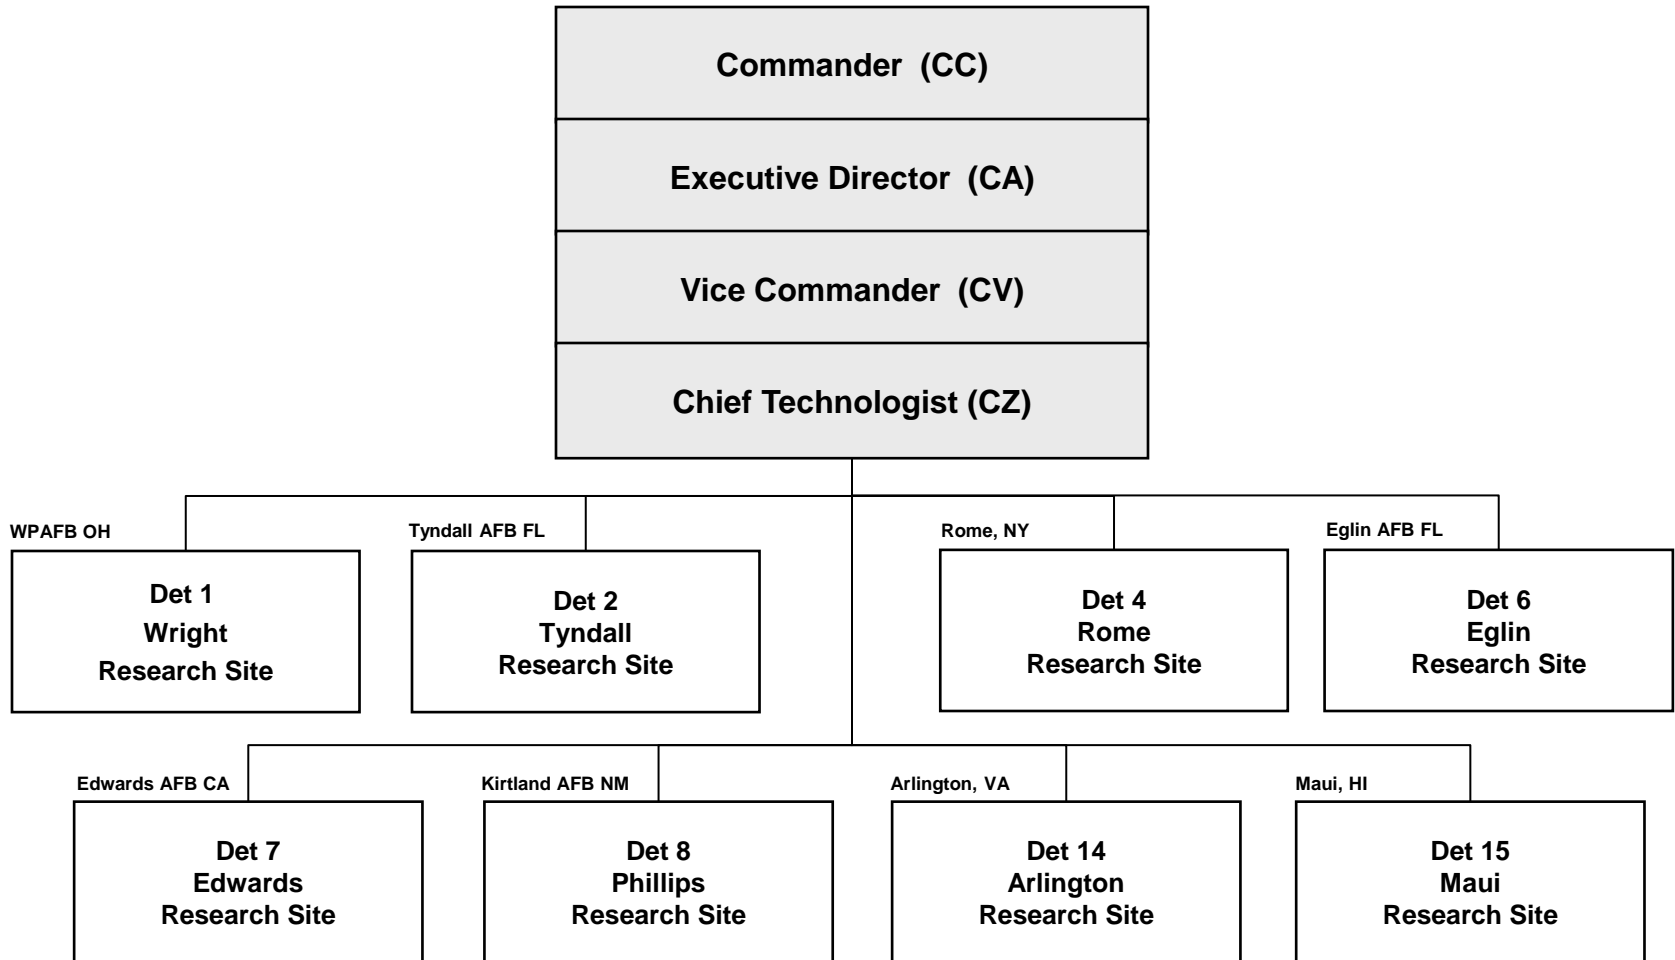 Commander  (CC)
Executive Director  (CA)
Vice Commander  (CV)
Chief Technologist (CZ)
WPAFB OH
Det 1
Wright
Research Site
Tyndall AFB FL
Det 2
Tyndall
Research Site
Rome, NY
Det 4
Rome
Research Site
Eglin AFB FL
Det 6
Eglin
Research Site
Edwards AFB CA
Det 7
Edwards
Research Site
Kirtland AFB NM
Det 8
Phillips
Research Site
Arlington, VA
Det 14
Arlington
Research Site
Maui, HI
Det 15
Maui
Research Site